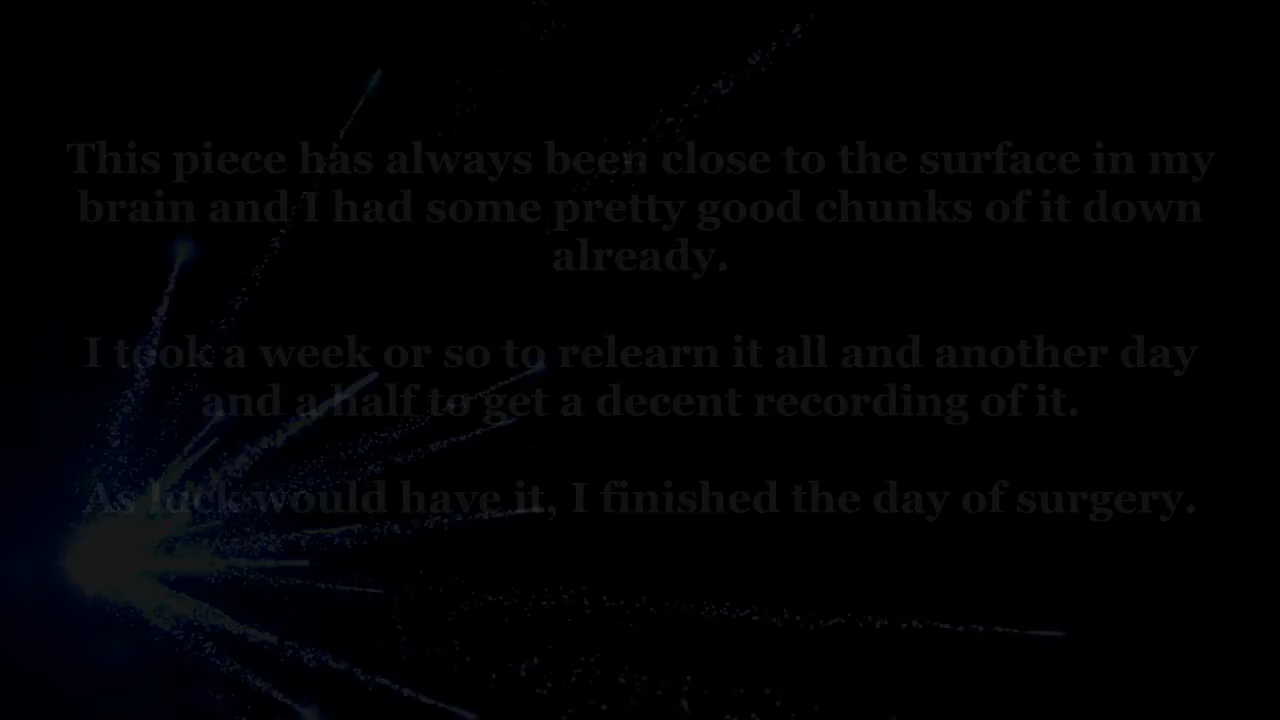 This piece has always been close to the surface in my
brain and I had some pretty good chunks of it down
already.
I took a week or so to relearn it all and another day
and a half to get a decent recording of it.
As luck would have it, I finished the day of surgery.